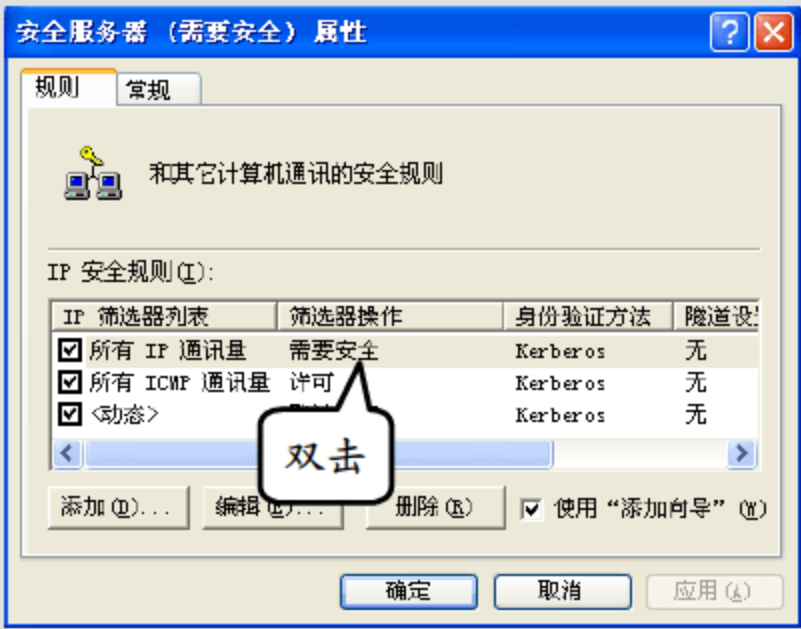 安全服务器 (需要安全) 属性
规则 常规
和其它计算机通讯的安全规则
IP 安全规则(I):
IP 筛选器列表 筛选器操作 身份验证方法 隧道设
所有 IP 通讯量 需要安全 Kerberos 无
所有 ICMP 通讯量 许可 Kerberos 无
<动态> Kerberos 无
双击
添加(D)... 编辑(E)... 删除(R) 使用“添加向导”(W)
确定 取消 应用(A)